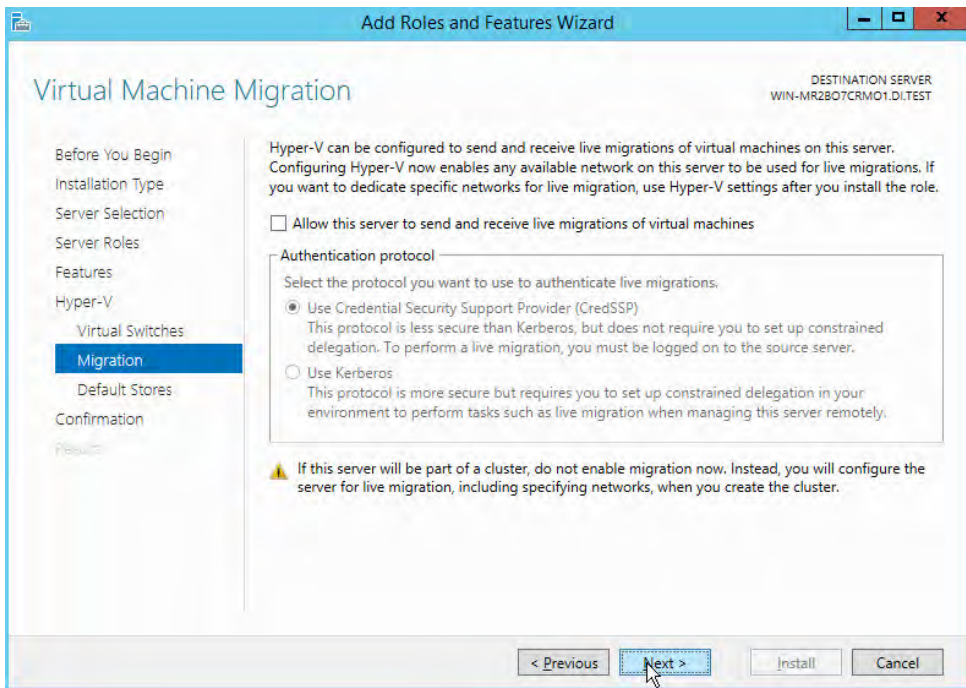 Add Roles and Features Wizard
Virtual Machine Migration
DESTINATION SERVER
WIN-MR2BO7CRMO1.DI.TEST
Before You Begin
Installation Type
Server Selection
Server Roles
Features
Hyper-V
Virtual Switches
Migration
Default Stores
Confirmation
Results
Hyper-V can be configured to send and receive live migrations of virtual machines on this server.
Configuring Hyper-V now enables any available network on this server to be used for live migrations. If
you want to dedicate specific networks for live migration, use Hyper-V settings after you install the role.
Allow this server to send and receive live migrations of virtual machines
Authentication protocol
Select the protocol you want to use to authenticate live migrations.
Use Credential Security Support Provider (CredSSP)
This protocol is less secure than Kerberos, but does not require you to set up constrained
delegation. To perform a live migration, you must be logged on to the source server.
Use Kerberos
This protocol is more secure but requires you to set up constrained delegation in your
environment to perform tasks such as live migration when managing this server remotely.
If this server will be part of a cluster, do not enable migration now. Instead, you will configure the
server for live migration, including specifying networks, when you create the cluster.
< Previous
Next >
Install
Cancel